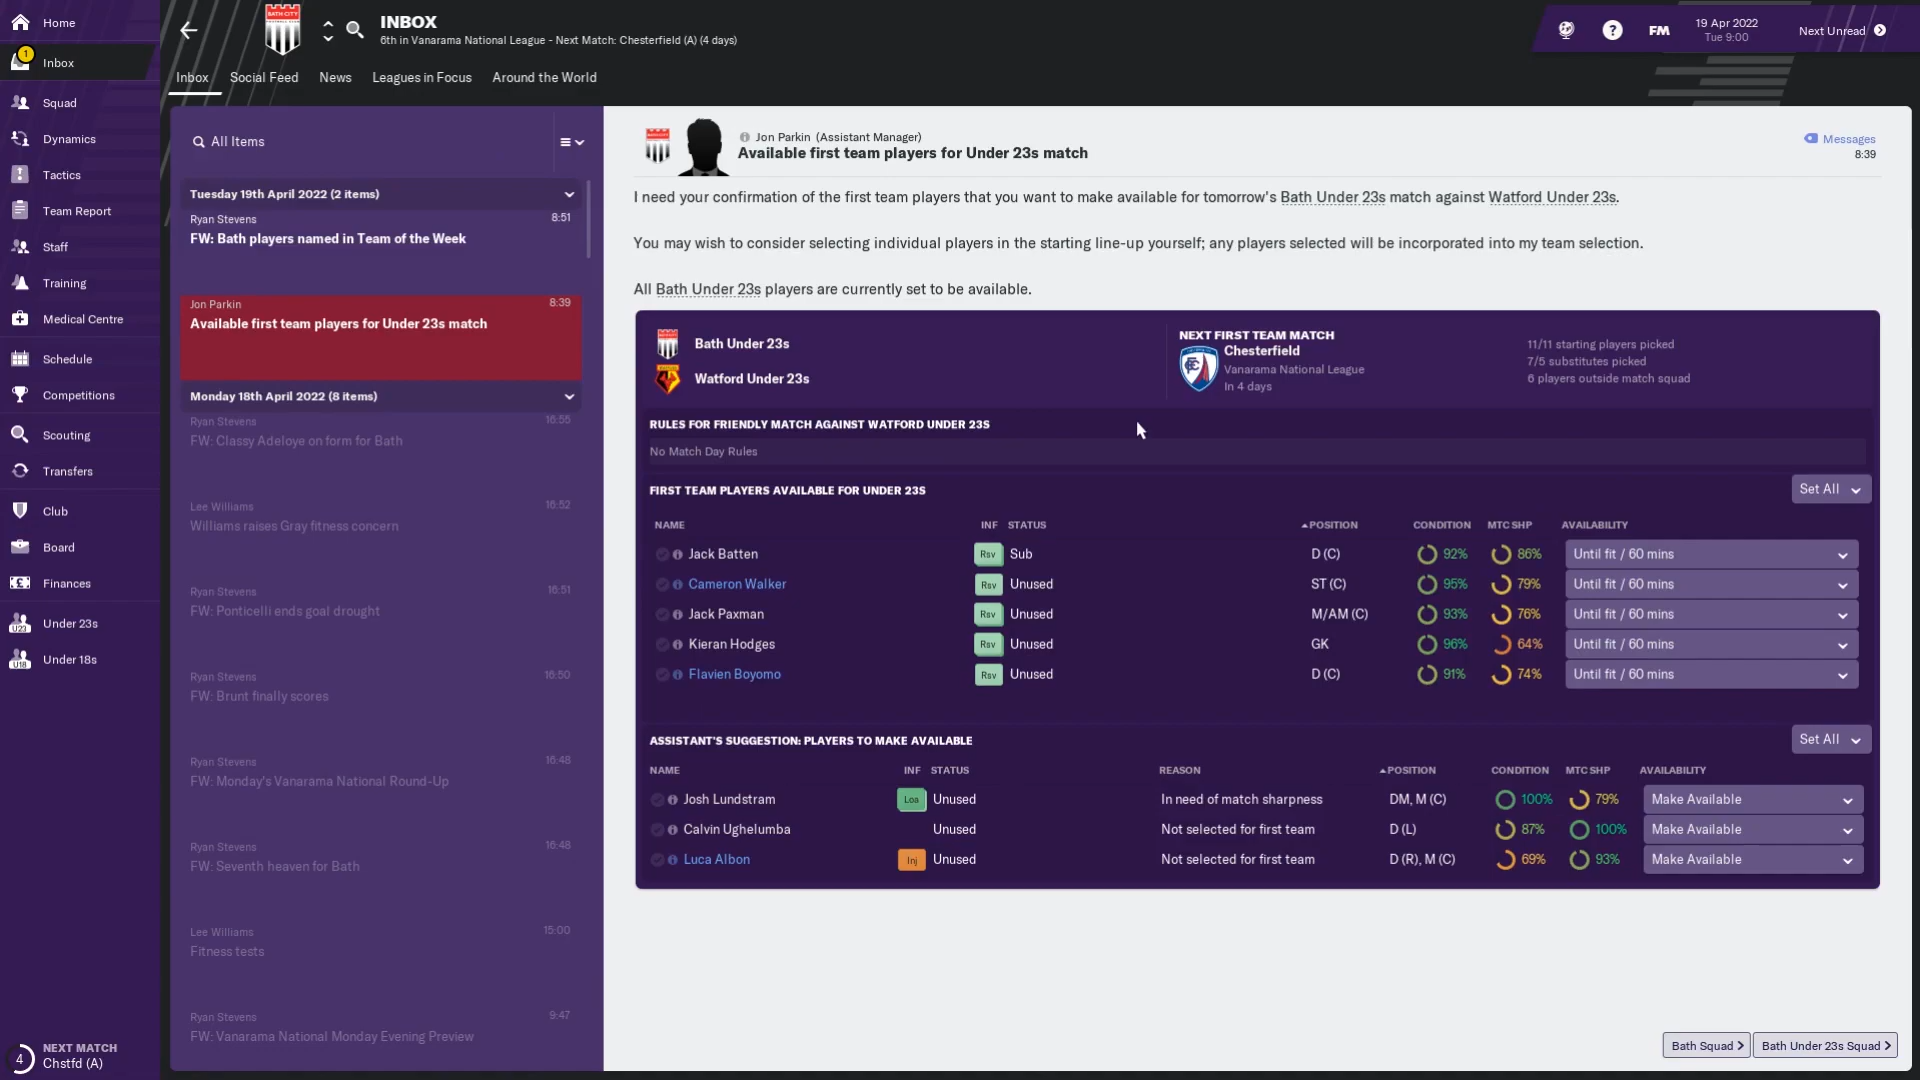 Home
1
Inbox
Squad
Dynamics
Tactics
Team Report
Staff
Training
Medical Centre
Schedule
Competitions
Scouting
Transfers
Club
Board
Finances
U23
Under 23s
U18
Under 18s
4
NEXT MATCH
Chstfd (A)
BATH CITY
INBOX
6th in Vanarama National League - Next Match: Chesterfield (A) (4 days)
?
FM
19 Apr 2022
Tue 9:00
Next Unread
Inbox Social Feed News Leagues in Focus Around the World
All Items
Tuesday 19th April 2022 (2 items)
Ryan Stevens 8:51
FW: Bath players named in Team of the Week
Jon Parkin 8:39
Available first team players for Under 23s match
Monday 18th April 2022 (8 items)
Ryan Stevens 16:55
FW: Classy Adeloye on form for Bath
Lee Williams 16:52
Williams raises Gray fitness concern
Ryan Stevens 16:51
FW: Ponticelli ends goal drought
Ryan Stevens 16:50
FW: Brunt finally scores
Ryan Stevens 16:48
FW: Monday's Vanarama National Round-Up
Ryan Stevens 16:48
FW: Seventh heaven for Bath
Lee Williams 15:00
Fitness tests
Ryan Stevens 9:47
FW: Vanarama National Monday Evening Preview
Jon Parkin (Assistant Manager)
Available first team players for Under 23s match
Messages
8:39
I need your confirmation of the first team players that you want to make available for tomorrow's Bath Under 23s match against Watford Under 23s.
You may wish to consider selecting individual players in the starting line-up yourself; any players selected will be incorporated into my team selection.
All Bath Under 23s players are currently set to be available.
Bath Under 23s
Watford Under 23s
NEXT FIRST TEAM MATCH
Chesterfield
Vanarama National League
In 4 days
11/11 starting players picked
7/5 substitutes picked
6 players outside match squad
RULES FOR FRIENDLY MATCH AGAINST WATFORD UNDER 23S
No Match Day Rules
FIRST TEAM PLAYERS AVAILABLE FOR UNDER 23S Set All
NAME INF STATUS POSITION CONDITION MTC SHP AVAILABILITY
Jack Batten Rsv Sub D (C) 92% 86% Until fit / 60 mins
Cameron Walker Rsv Unused ST (C) 95% 79% Until fit / 60 mins
Jack Paxman Rsv Unused M/AM (C) 93% 76% Until fit / 60 mins
Kieran Hodges Rsv Unused GK 96% 64% Until fit / 60 mins
Flavien Boyomo Rsv Unused D (C) 91% 74% Until fit / 60 mins
ASSISTANT'S SUGGESTION: PLAYERS TO MAKE AVAILABLE Set All
NAME INF STATUS REASON POSITION CONDITION MTC SHP AVAILABILITY
Josh Lundstram Loa Unused In need of match sharpness DM, M (C) 100% 79% Make Available
Calvin Ughelumba Unused Not selected for first team D (L) 87% 100% Make Available
Luca Albon Inj Unused Not selected for first team D (R), M (C) 69% 93% Make Available
Bath Squad Bath Under 23s Squad